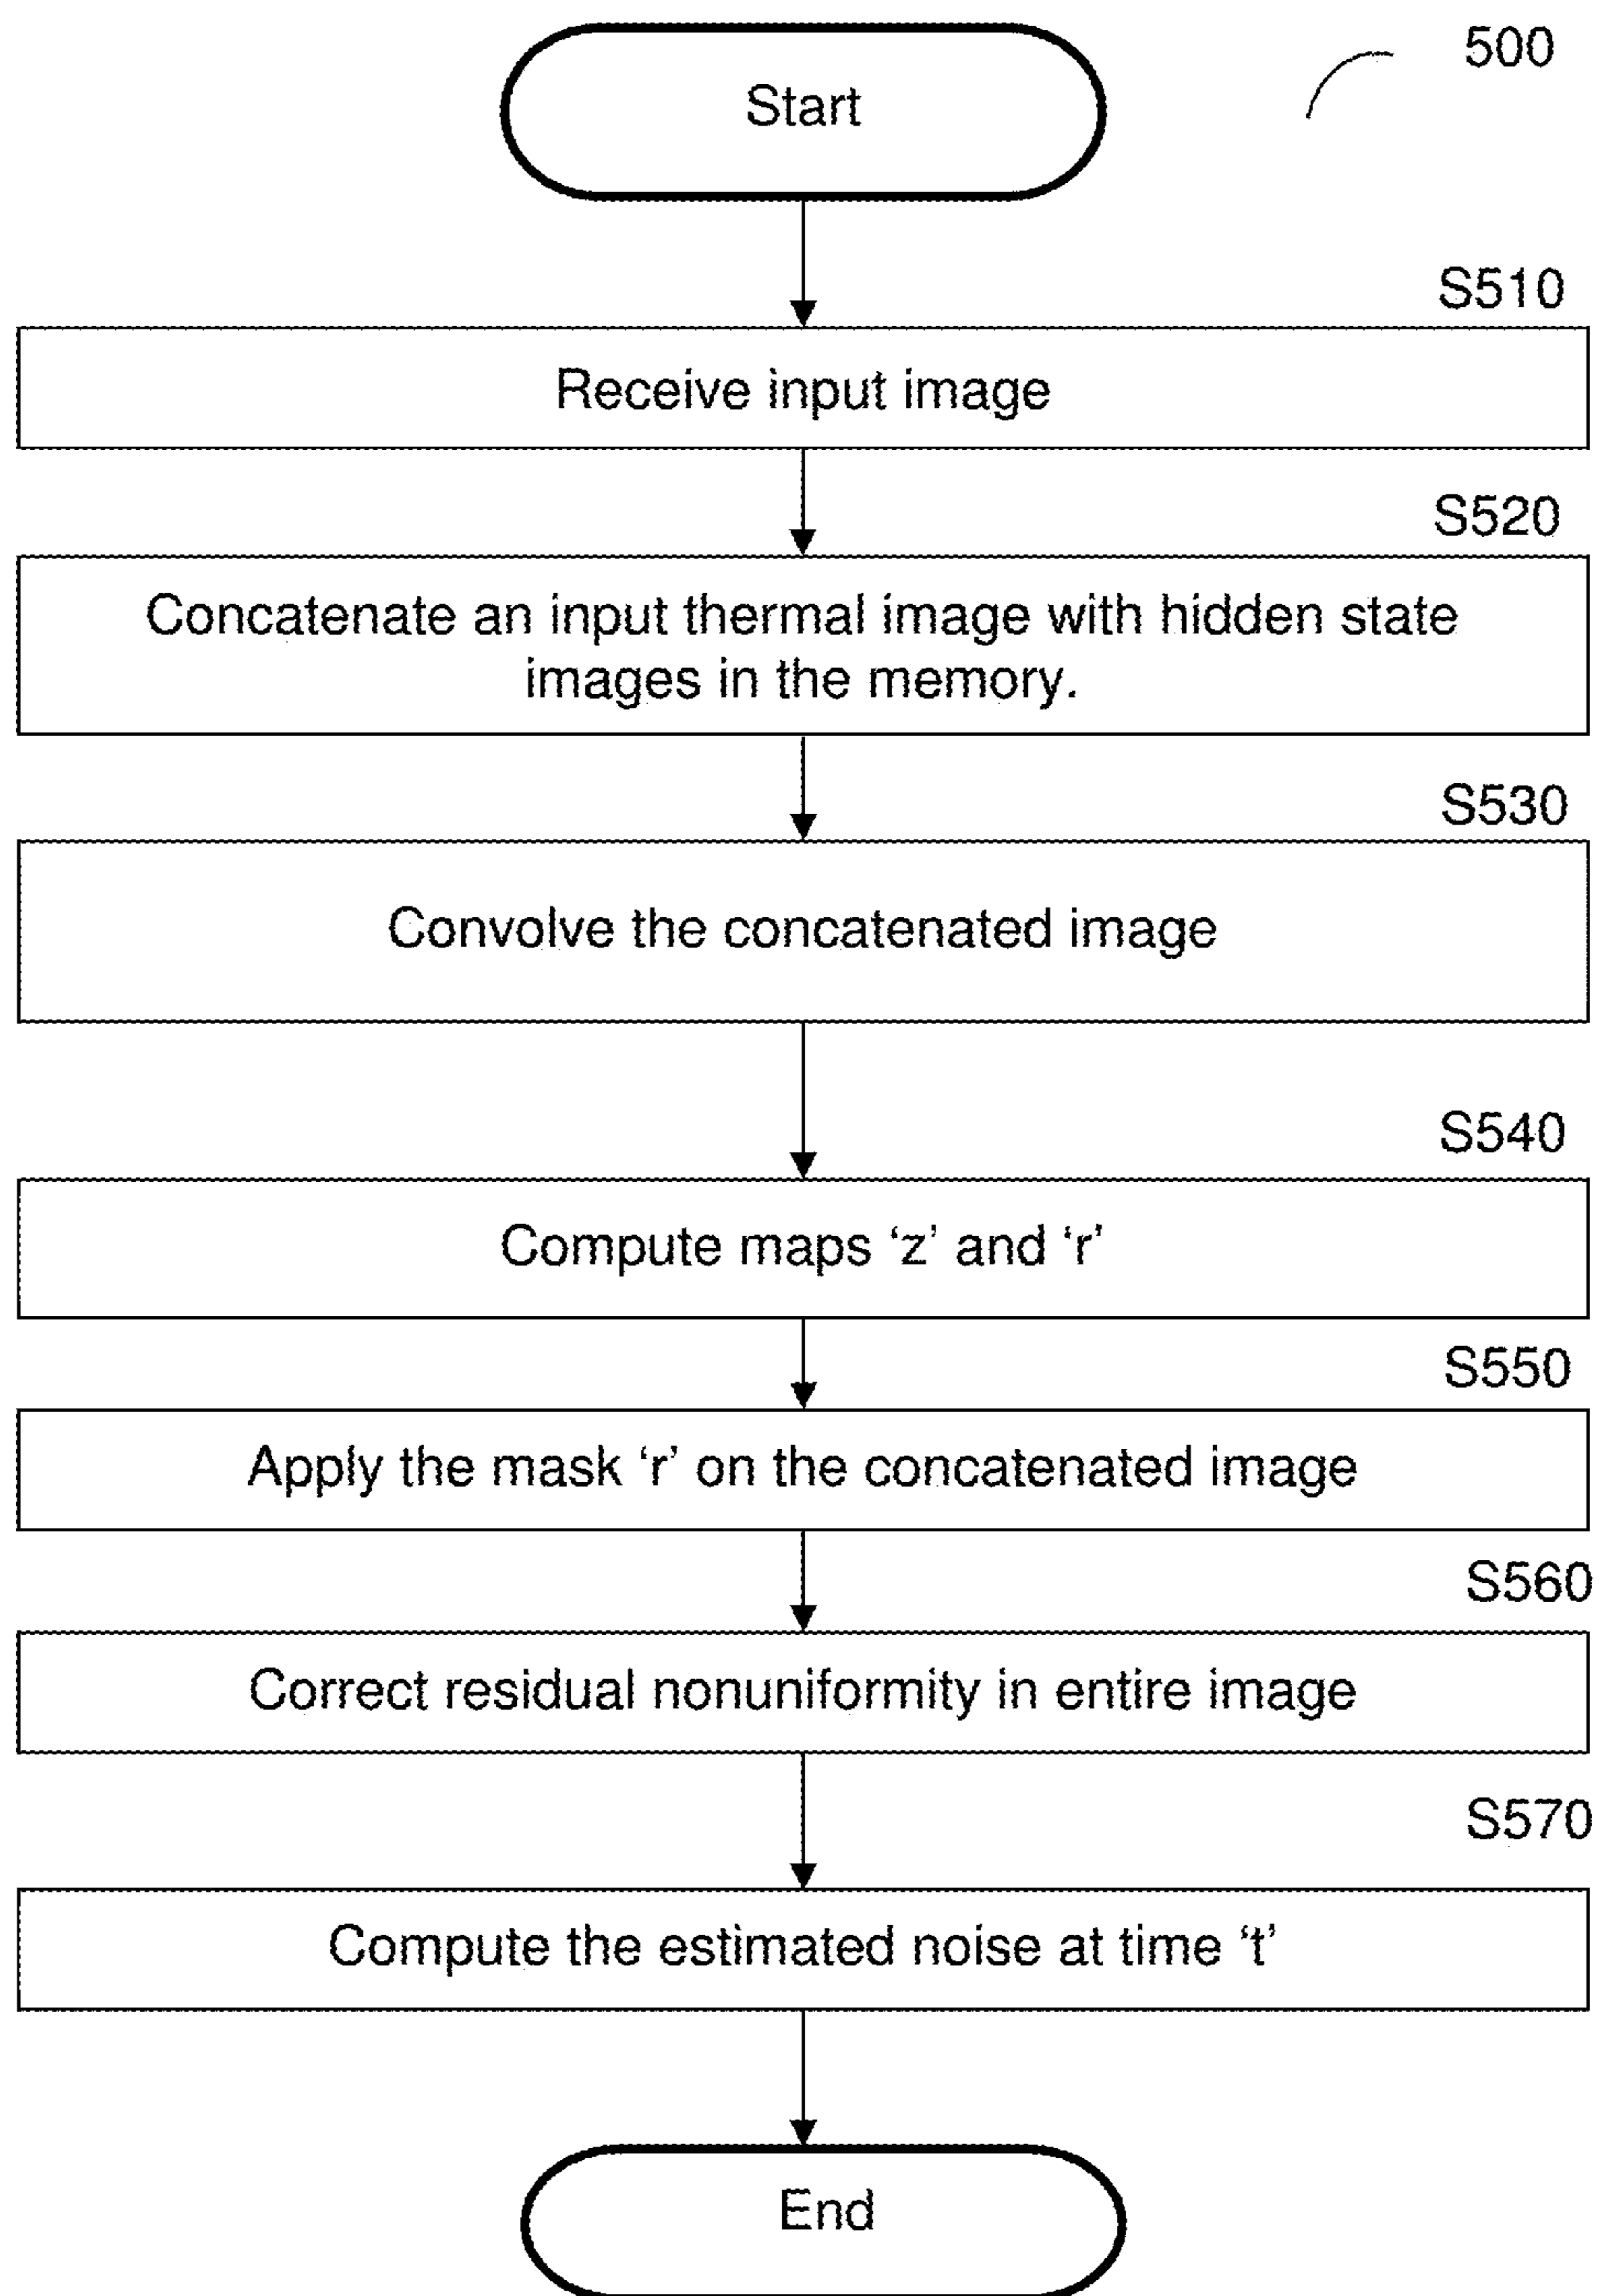 500
Start
S510
Receive input image
S520
Concatenate an input thermal image with hidden state
images in the memory.
S530
Convolve the concatenated image
S540
Compute maps ‘z’ and ‘r’
S550
Apply the mask ‘r’ on the concatenated image
S560
Correct residual nonuniformity in entire image
S570
Compute the estimated noise at time ‘t’
End